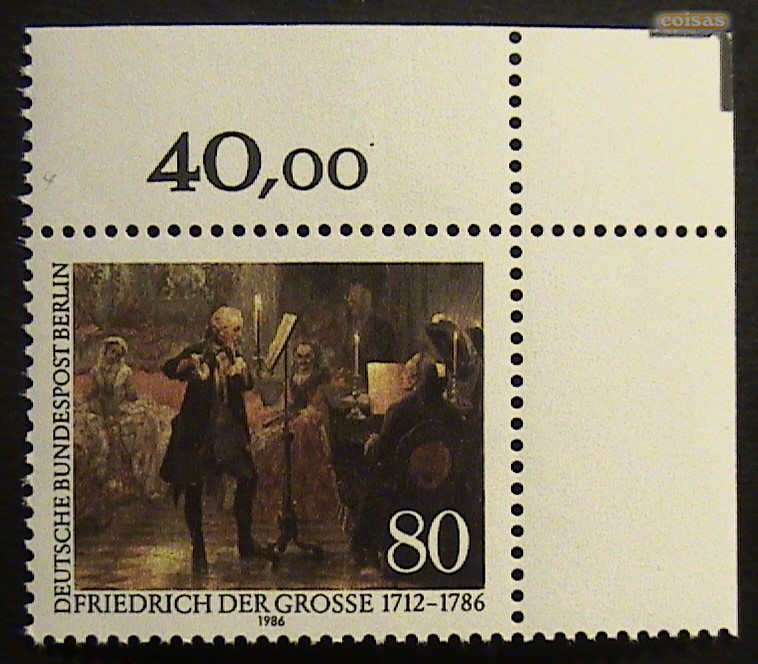 coisas
40,00
DEUTSCHE BUNDESPOST BERLIN
80
FRIEDRICH DER GROSSE 1712–1786
1986